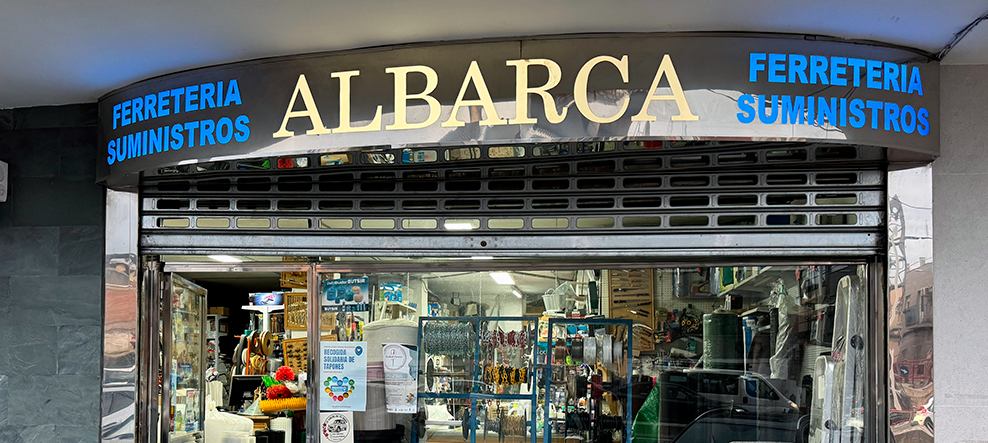 FERRETERIA
SUMINISTROS
ALBARCA
FERRETERIA
SUMINISTROS
RECOGIDA
SOLIDARIA DE
TAPONES